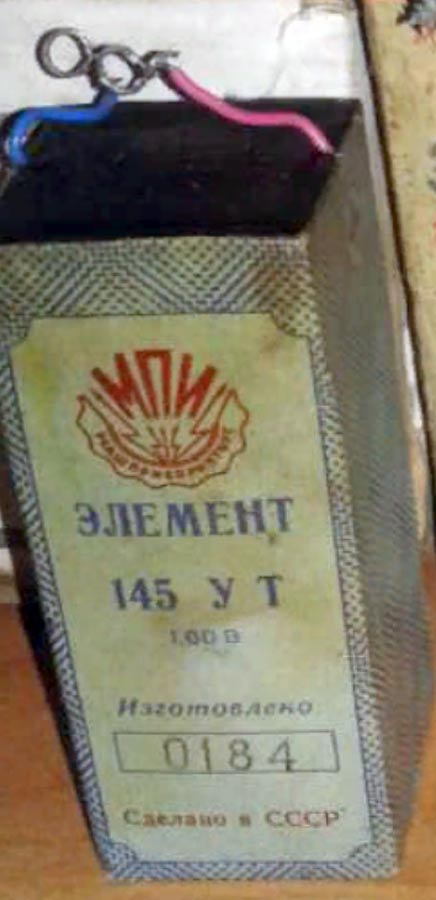 МПИ
ЭЛЕМЕНТ
145 У Т
1,60 В
Изготовлено
0184
Сделано в СССР